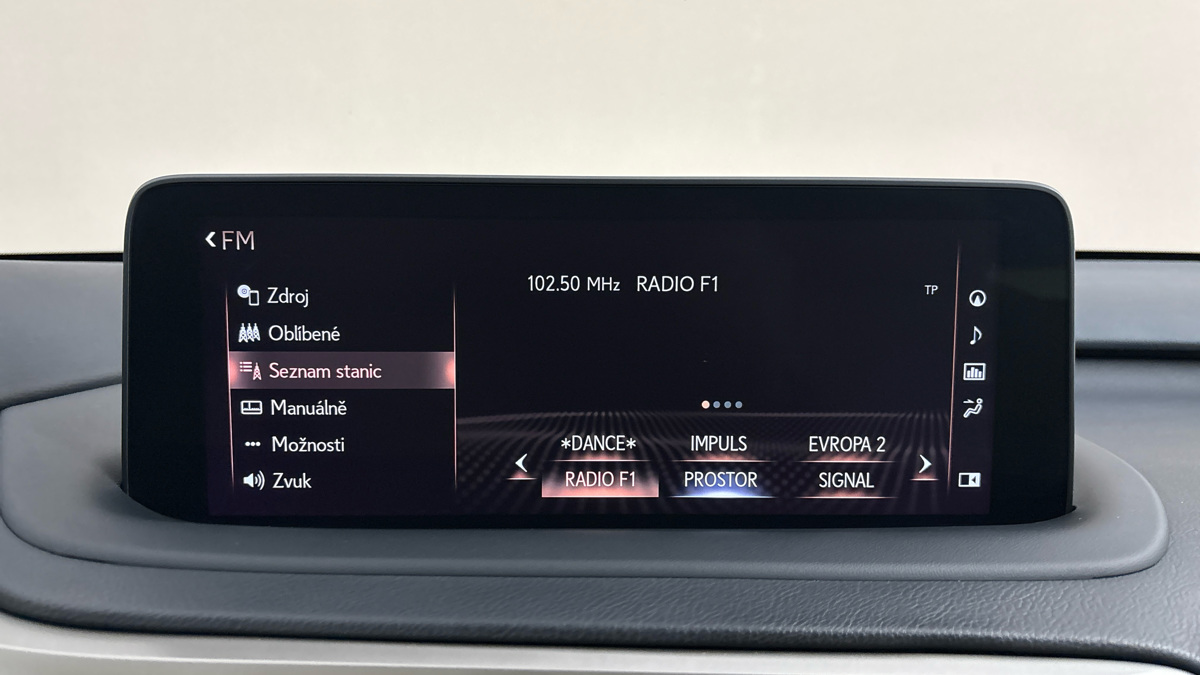 FM
Zdroj
Oblíbené
Seznam stanic
Manuálně
Možnosti
Zvuk
102.50 MHz RADIO F1
TP
*DANCE* IMPULS EVROPA 2
RADIO F1 PROSTOR SIGNAL